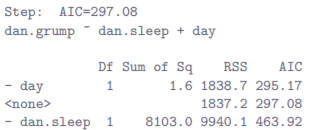 Step:  AIC=297.08
dan.grump ~ dan.sleep + day

            Df Sum of Sq    RSS    AIC
- day        1       1.6 1838.7 295.17
<none>                   1837.2 297.08
- dan.sleep  1    8103.0 9940.1 463.92